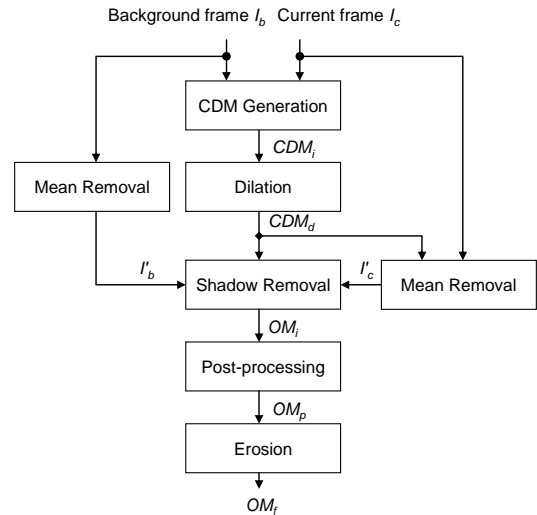 Background frame I_b Current frame I_c
CDM Generation
CDM_i
Mean Removal
Dilation
CDM_d
I'_b
I'_c
Shadow Removal
Mean Removal
OM_i
Post-processing
OM_p
Erosion
OM_f